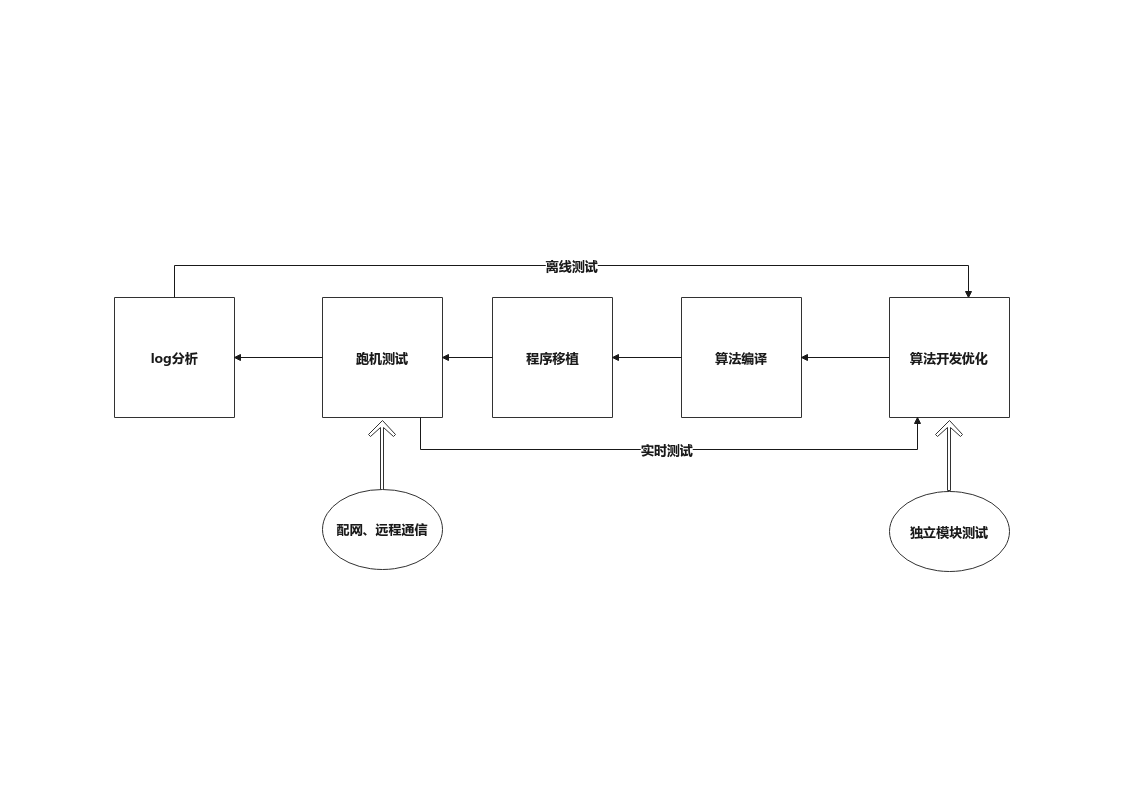 离线测试
log分析
跑机测试
程序移植
算法编译
算法开发优化
实时测试
配网、远程通信
独立模块测试